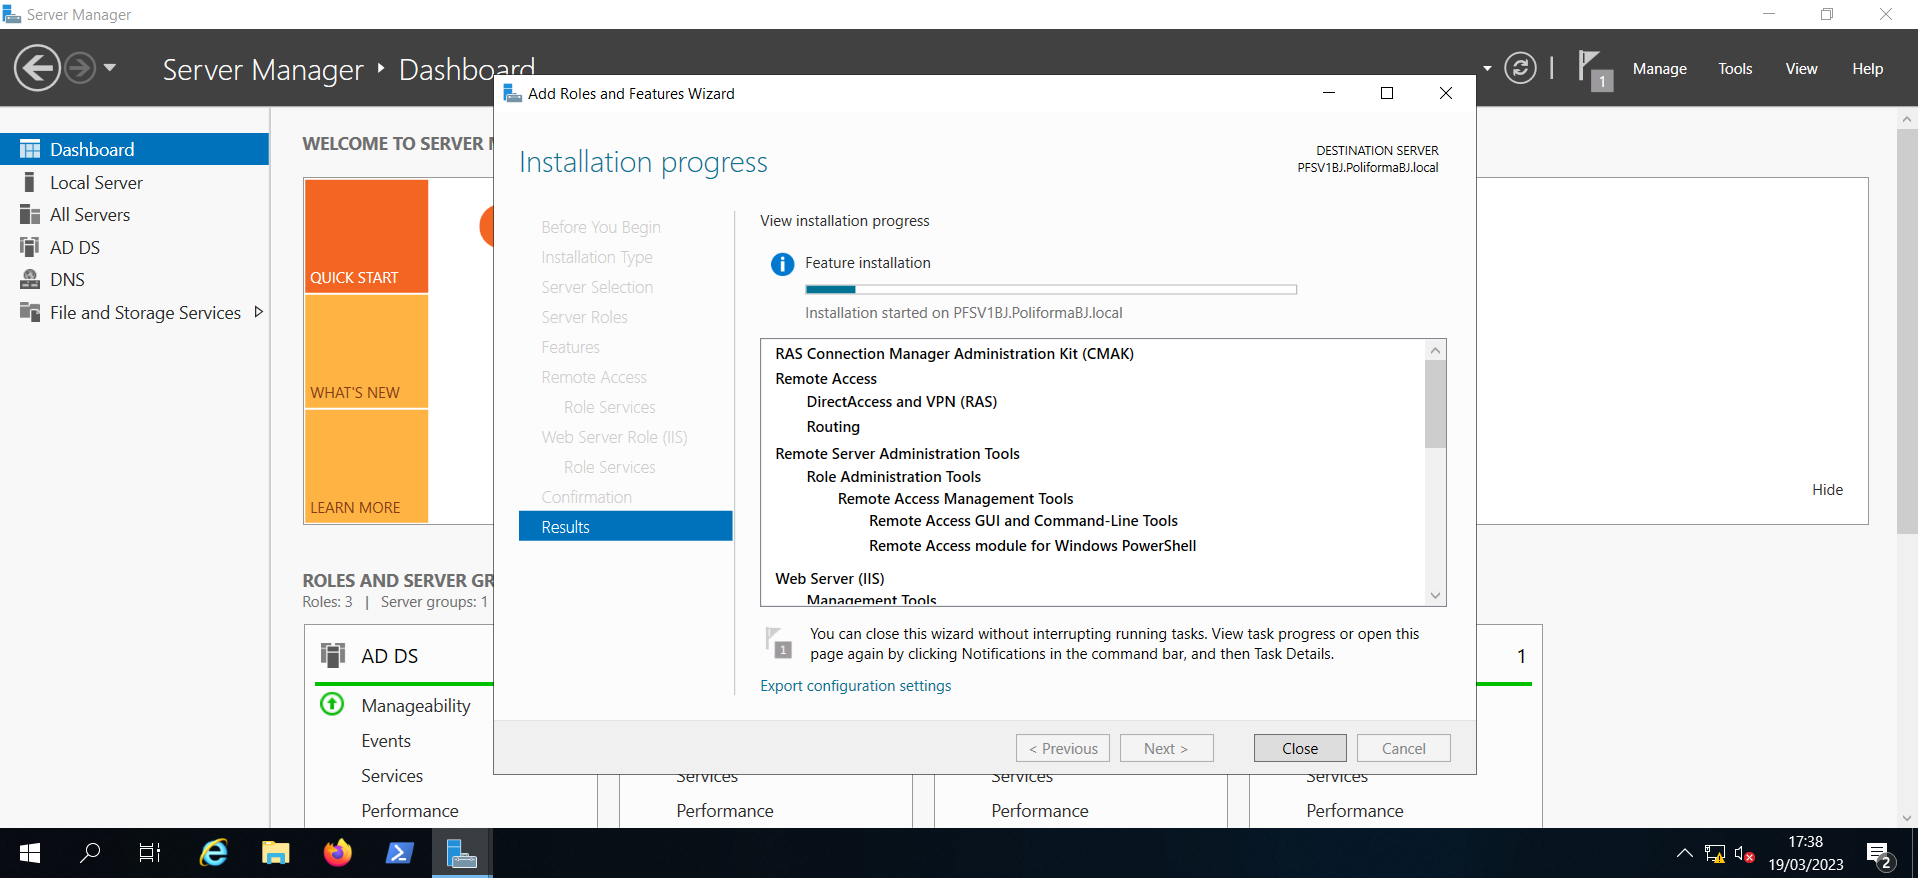 Server Manager
Server Manager
Dashboard
1
Manage
Tools
View
Help
Dashboard
Local Server
All Servers
AD DS
DNS
File and Storage Services
WELCOME TO SERVER
QUICK START
WHAT'S NEW
LEARN MORE
Hide
ROLES AND SERVER
Roles: 3 | Server groups: 1
AD DS
Manageability
Events
Services
Performance
Services
Performance
Services
Performance
1
Services
Performance
Add Roles and Features Wizard
Installation progress
DESTINATION SERVER
PFSV1BJ.PoliformaBJ.local
Before You Begin
Installation Type
Server Selection
Server Roles
Features
Remote Access
Role Services
Web Server Role (IIS)
Role Services
Confirmation
Results
View installation progress
Feature installation
Installation started on PFSV1BJ.PoliformaBJ.local
RAS Connection Manager Administration Kit (CMAK)
Remote Access
DirectAccess and VPN (RAS)
Routing
Remote Server Administration Tools
Role Administration Tools
Remote Access Management Tools
Remote Access GUI and Command-Line Tools
Remote Access module for Windows PowerShell
Web Server (IIS)
Management Tools
1
You can close this wizard without interrupting running tasks. View task progress or open this
page again by clicking Notifications in the command bar, and then Task Details.
Export configuration settings
< Previous
Next >
Close
Cancel
17:38
19/03/2023
2